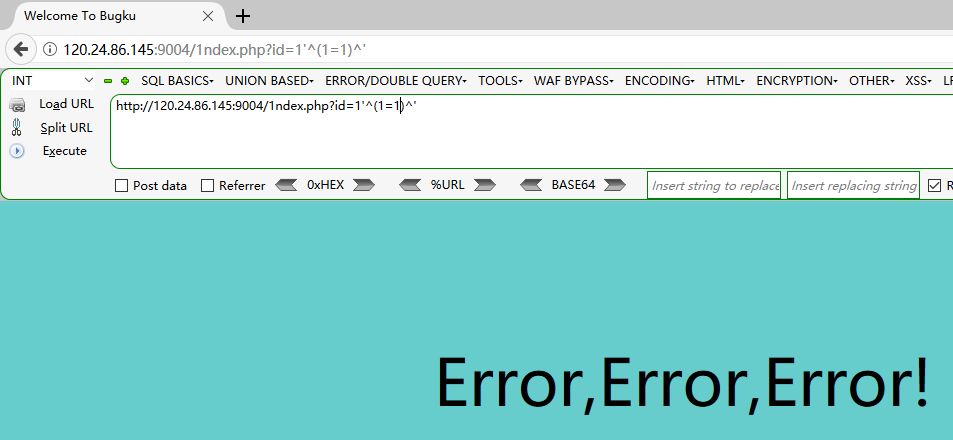 Welcome To Bugku
120.24.86.145:9004/1ndex.php?id=1'^(1=1)^'
INT SQL BASICS UNION BASED ERROR/DOUBLE QUERY TOOLS WAF BYPASS ENCODING HTML ENCRYPTION OTHER XSS
Load URL http://120.24.86.145:9004/1ndex.php?id=1'^(1=1)^'
Split URL
Execute
Post data Referrer 0xHEX %URL BASE64 Insert string to replace Insert replacing string R
Error,Error,Error!